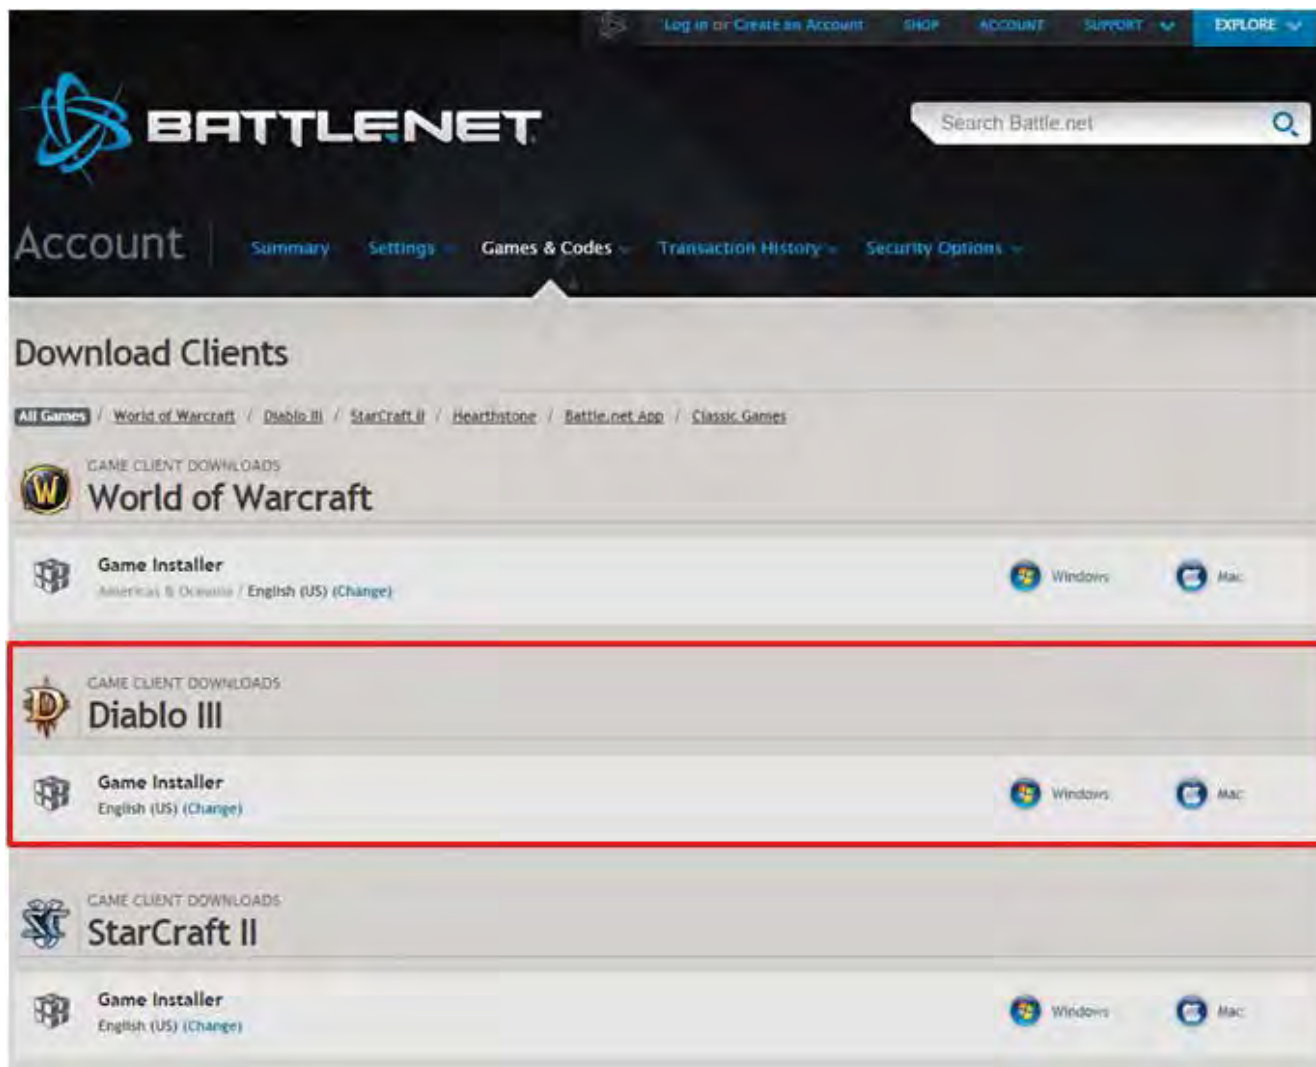 Log in or Create an Account SHOP ACCOUNT SUPPORT EXPLORE
BATTLE.NET
Search Battle.net
Account Summary Settings Games & Codes Transaction History Security Options
Download Clients
All Games / World of Warcraft / Diablo III / StarCraft II / Hearthstone / Battle.net App / Classic Games
GAME CLIENT DOWNLOADS
W World of Warcraft
Game Installer
Americas & Oceania / English (US) (Change) Windows Mac
GAME CLIENT DOWNLOADS
D Diablo III
Game Installer
English (US) (Change) Windows Mac
GAME CLIENT DOWNLOADS
SC StarCraft II
Game Installer
English (US) (Change) Windows Mac